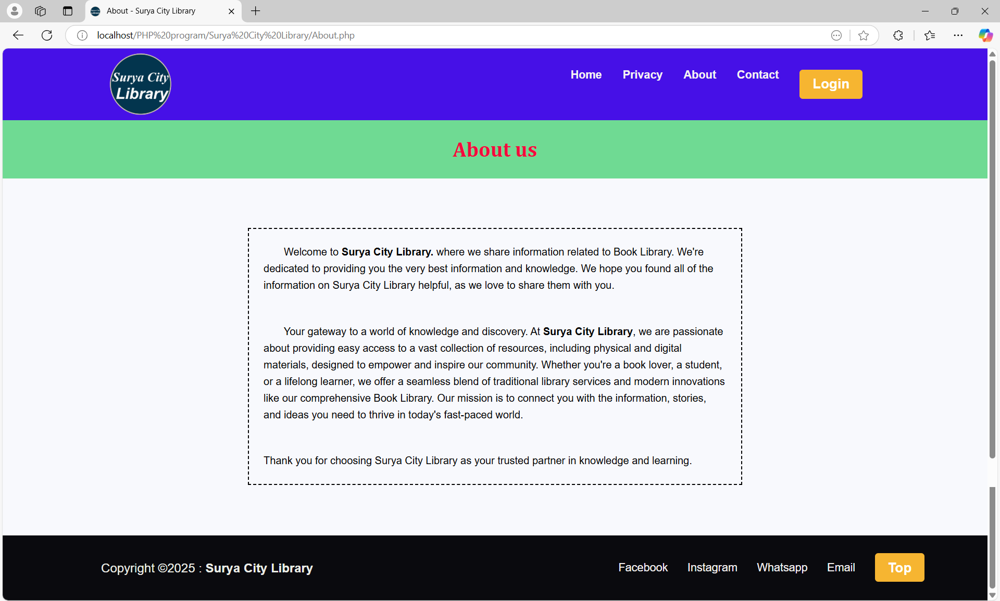 About - Surya City Library
localhost/PHP%20program/Surya%20City%20Library/About.php
Surya City
Library
Home Privacy About Contact Login
About us
Welcome to Surya City Library. where we share information related to Book Library. We're
dedicated to providing you the very best information and knowledge. We hope you found all of the
information on Surya City Library helpful, as we love to share them with you.
Your gateway to a world of knowledge and discovery. At Surya City Library, we are passionate
about providing easy access to a vast collection of resources, including physical and digital
materials, designed to empower and inspire our community. Whether you're a book lover, a student,
or a lifelong learner, we offer a seamless blend of traditional library services and modern innovations
like our comprehensive Book Library. Our mission is to connect you with the information, stories,
and ideas you need to thrive in today's fast-paced world.
Thank you for choosing Surya City Library as your trusted partner in knowledge and learning.
Copyright ©2025 : Surya City Library
Facebook Instagram Whatsapp Email Top